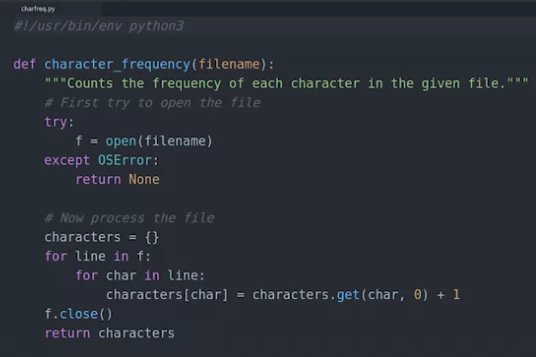 charfreq.py
#!/usr/bin/env python3
def character_frequency(filename):
    """Counts the frequency of each character in the given file."""
    # First try to open the file
    try:
        f = open(filename)
    except OSError:
        return None
    # Now process the file
    characters = {}
    for line in f:
        for char in line:
            characters[char] = characters.get(char, 0) + 1
    f.close()
    return characters